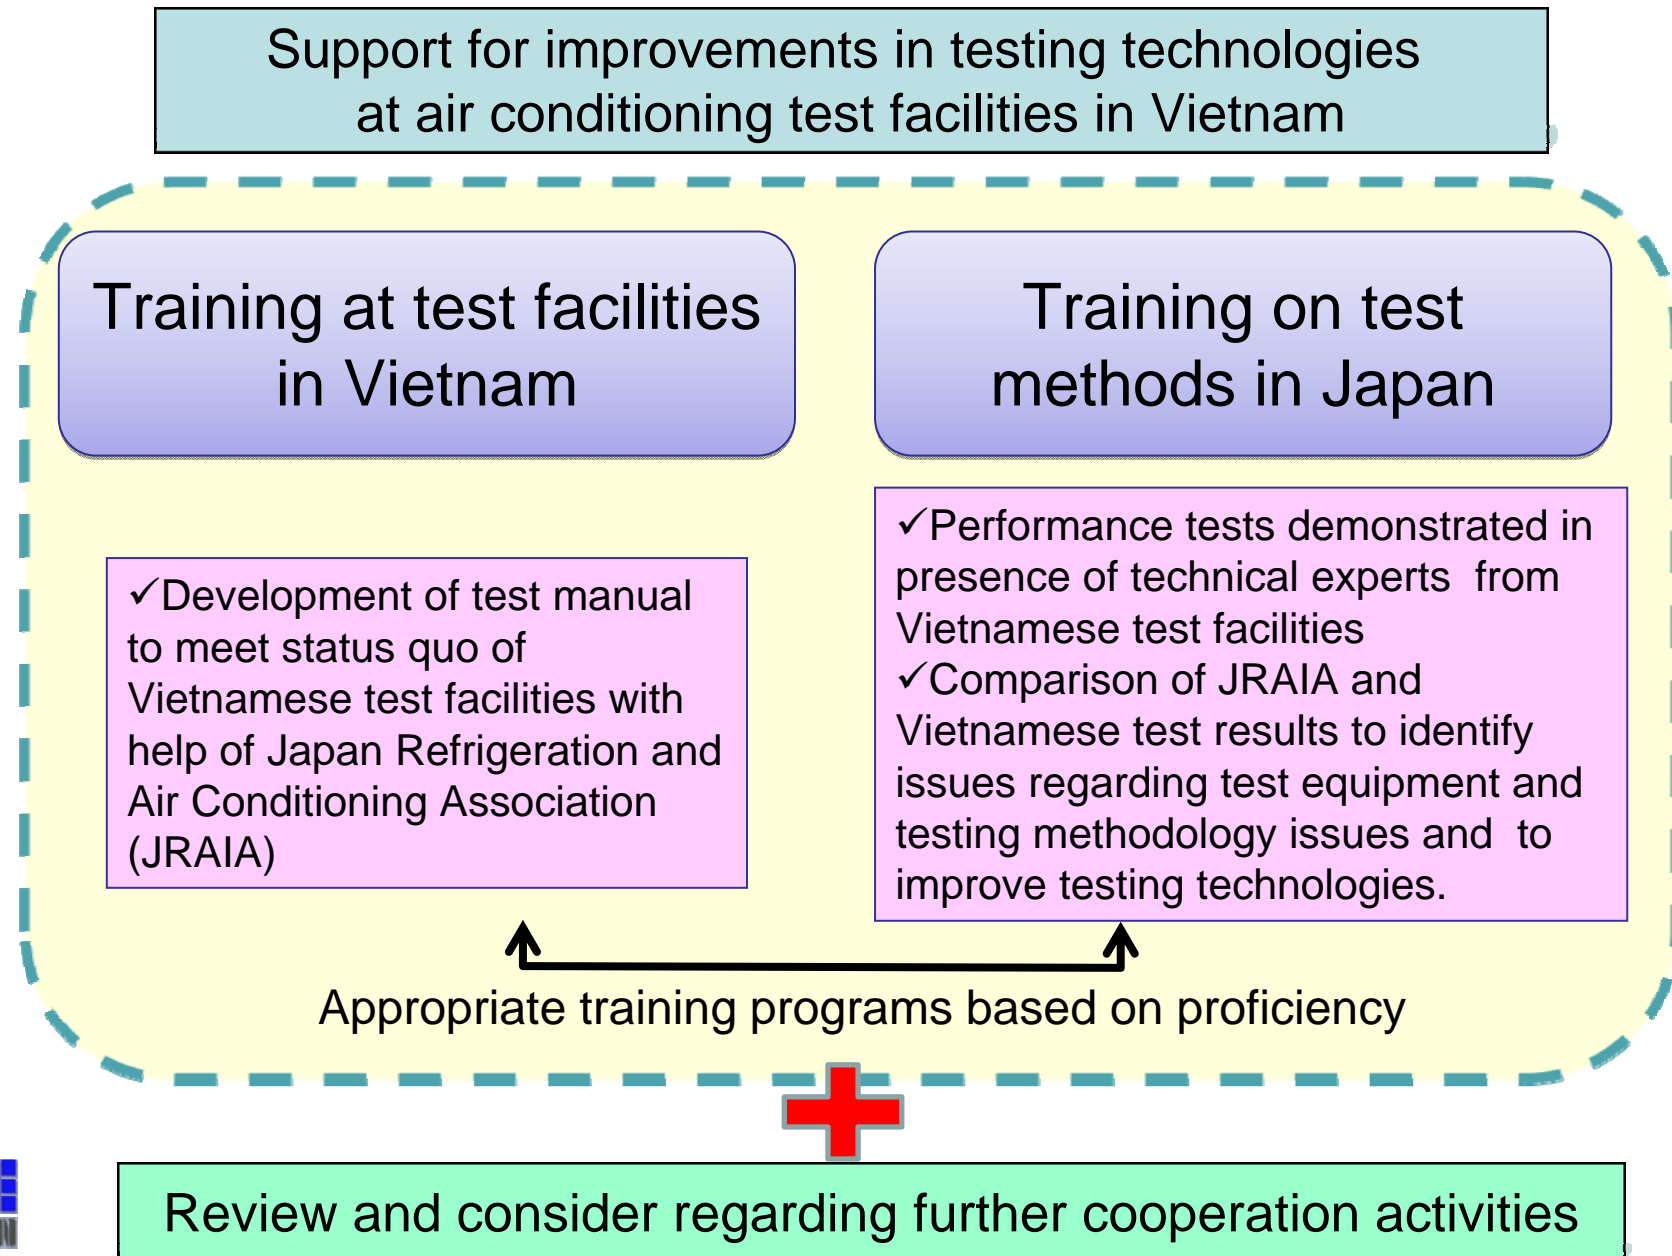 Support for improvements in testing technologies
at air conditioning test facilities in Vietnam
Training at test facilities
in Vietnam
Training on test
methods in Japan
✓Development of test manual
to meet status quo of
Vietnamese test facilities with
help of Japan Refrigeration and
Air Conditioning Association
(JRAIA)
✓Performance tests demonstrated in
presence of technical experts  from
Vietnamese test facilities
✓Comparison of JRAIA and
Vietnamese test results to identify
issues regarding test equipment and
testing methodology issues and  to
improve testing technologies.
Appropriate training programs based on proficiency
Review and consider regarding further cooperation activities